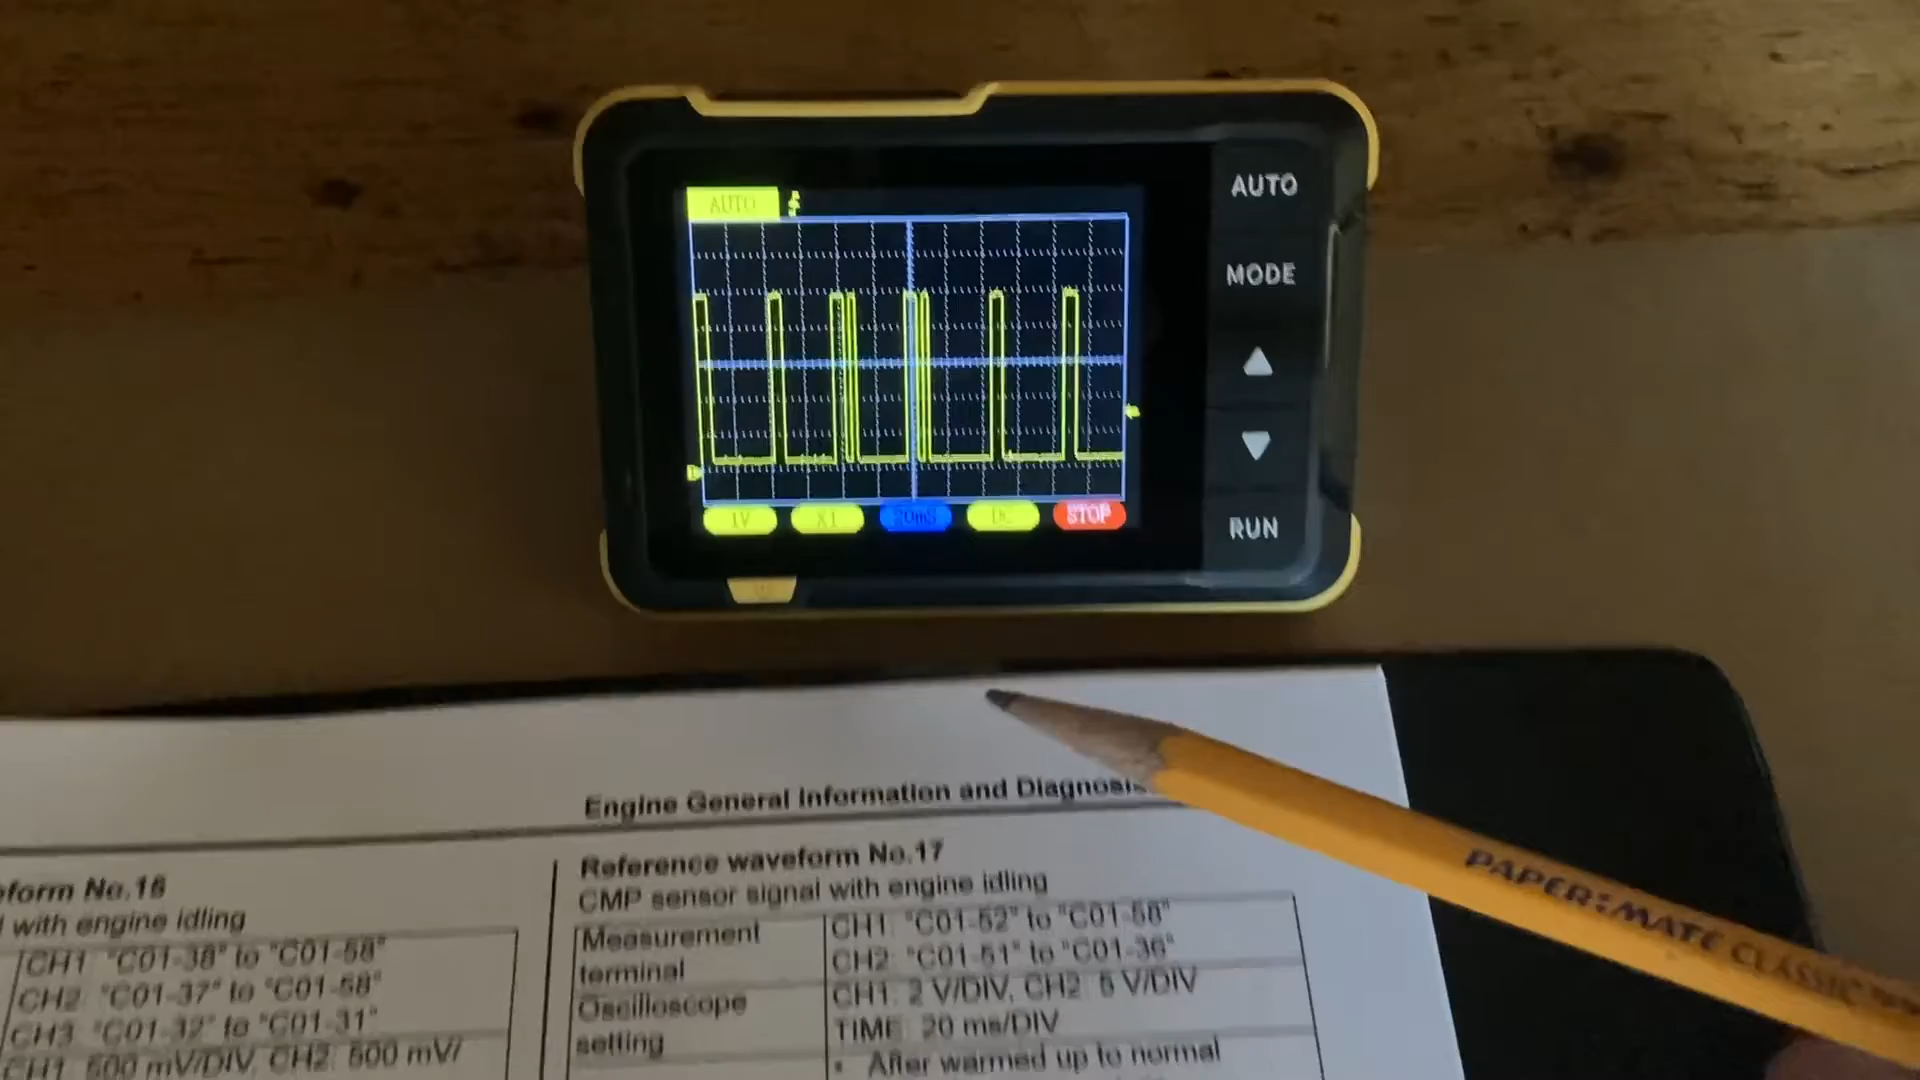 AUTO
AUTO
MODE
RUN
1V X1 20mS DC STOP
Engine General Information and Diagnosis
form No.16
with engine idling
CH1: "C01-38" to "C01-58"
CH2: "C01-37" to "C01-58"
CH3: "C01-32" to "C01-31"
CH1: 500 mV/DIV, CH2: 500 mV/
Reference waveform No.17
CMP sensor signal with engine idling
Measurement terminal
CH1: "C01-52" to "C01-58"
CH2: "C01-51" to "C01-36"
Oscilloscope setting
CH1: 2 V/DIV, CH2: 5 V/DIV
TIME: 20 ms/DIV
• After warmed up to normal
PAPER:MATE CLASSIC